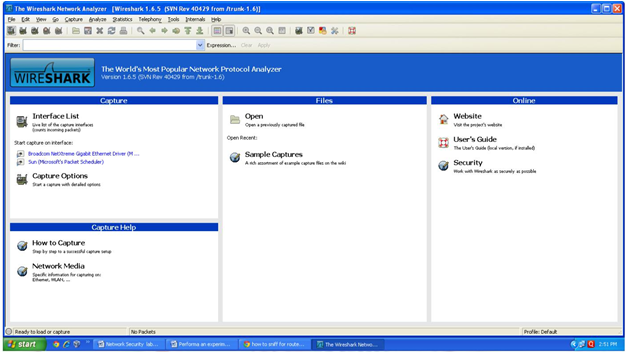 The Wireshark Network Analyzer [Wireshark 1.6.5 (SVN Rev 40429 from /trunk-1.6)]
File Edit View Go Capture Analyze Statistics Telephony Tools Internals Help
Filter: Expression... Clear Apply
WIRESHARK
The World's Most Popular Network Protocol Analyzer
Version 1.6.5 (SVN Rev 40429 from /trunk-1.6)
Capture
Interface List
Live list of the capture interfaces
(counts incoming packets)
Start capture on interface:
Broadcom NetXtreme Gigabit Ethernet Driver (M ...
Sun (Microsoft's Packet Scheduler)
Capture Options
Start a capture with detailed options
Capture Help
How to Capture
Step by step to a successful capture setup
Network Media
Specific information for capturing on:
Ethernet, WLAN, ...
Files
Open
Open a previously captured file
Open Recent:
Sample Captures
A rich assortment of example capture files on the wiki
Online
Website
Visit the project's website
User's Guide
The User's Guide (local version, if installed)
Security
Work with Wireshark as securely as possible
Ready to load or capture
No Packets
Profile: Default
start
Network Security lab...
Performa an experim...
how to sniff for route...
The Wireshark Netwo...
2:51 PM